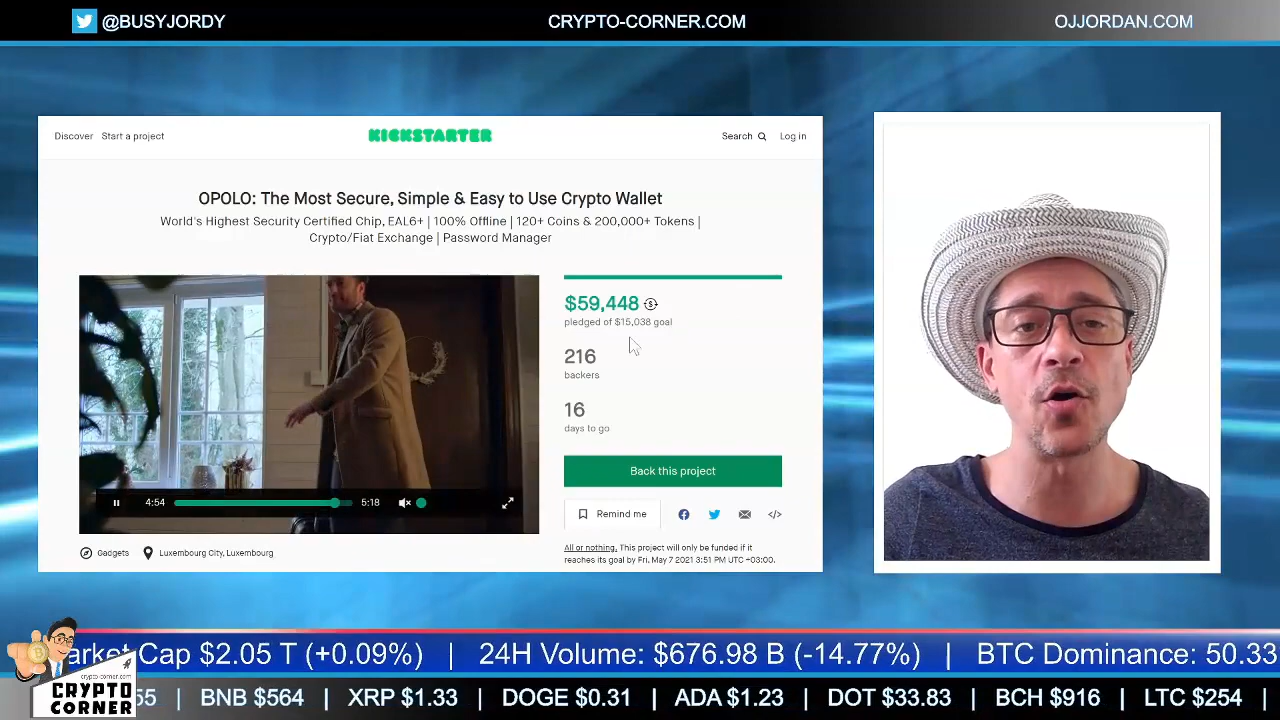 @BUSYJORDY
CRYPTO-CORNER.COM
OJJORDAN.COM
Discover
Start a project
KICKSTARTER
Search
Log in
OPOLO: The Most Secure, Simple & Easy to Use Crypto Wallet
World's Highest Security Certified Chip, EAL6+ | 100% Offline | 120+ Coins & 200,000+ Tokens |
Crypto/Fiat Exchange | Password Manager
$59,448
pledged of $15,038 goal
216
backers
16
days to go
Back this project
4:54
5:18
Remind me
Gadgets
Luxembourg City, Luxembourg
All or nothing. This project will only be funded if it
reaches its goal by Fri, May 7 2021 3:51 PM UTC +03:00.
arket Cap $2.05 T (+0.09%) | 24H Volume: $676.98 B (-14.77%) | BTC Dominance: 50.33
crypto-corner.com
CRYPTO
CORNER
55 | BNB $564 | XRP $1.33 | DOGE $0.31 | ADA $1.23 | DOT $33.83 | BCH $916 | LTC $254 |